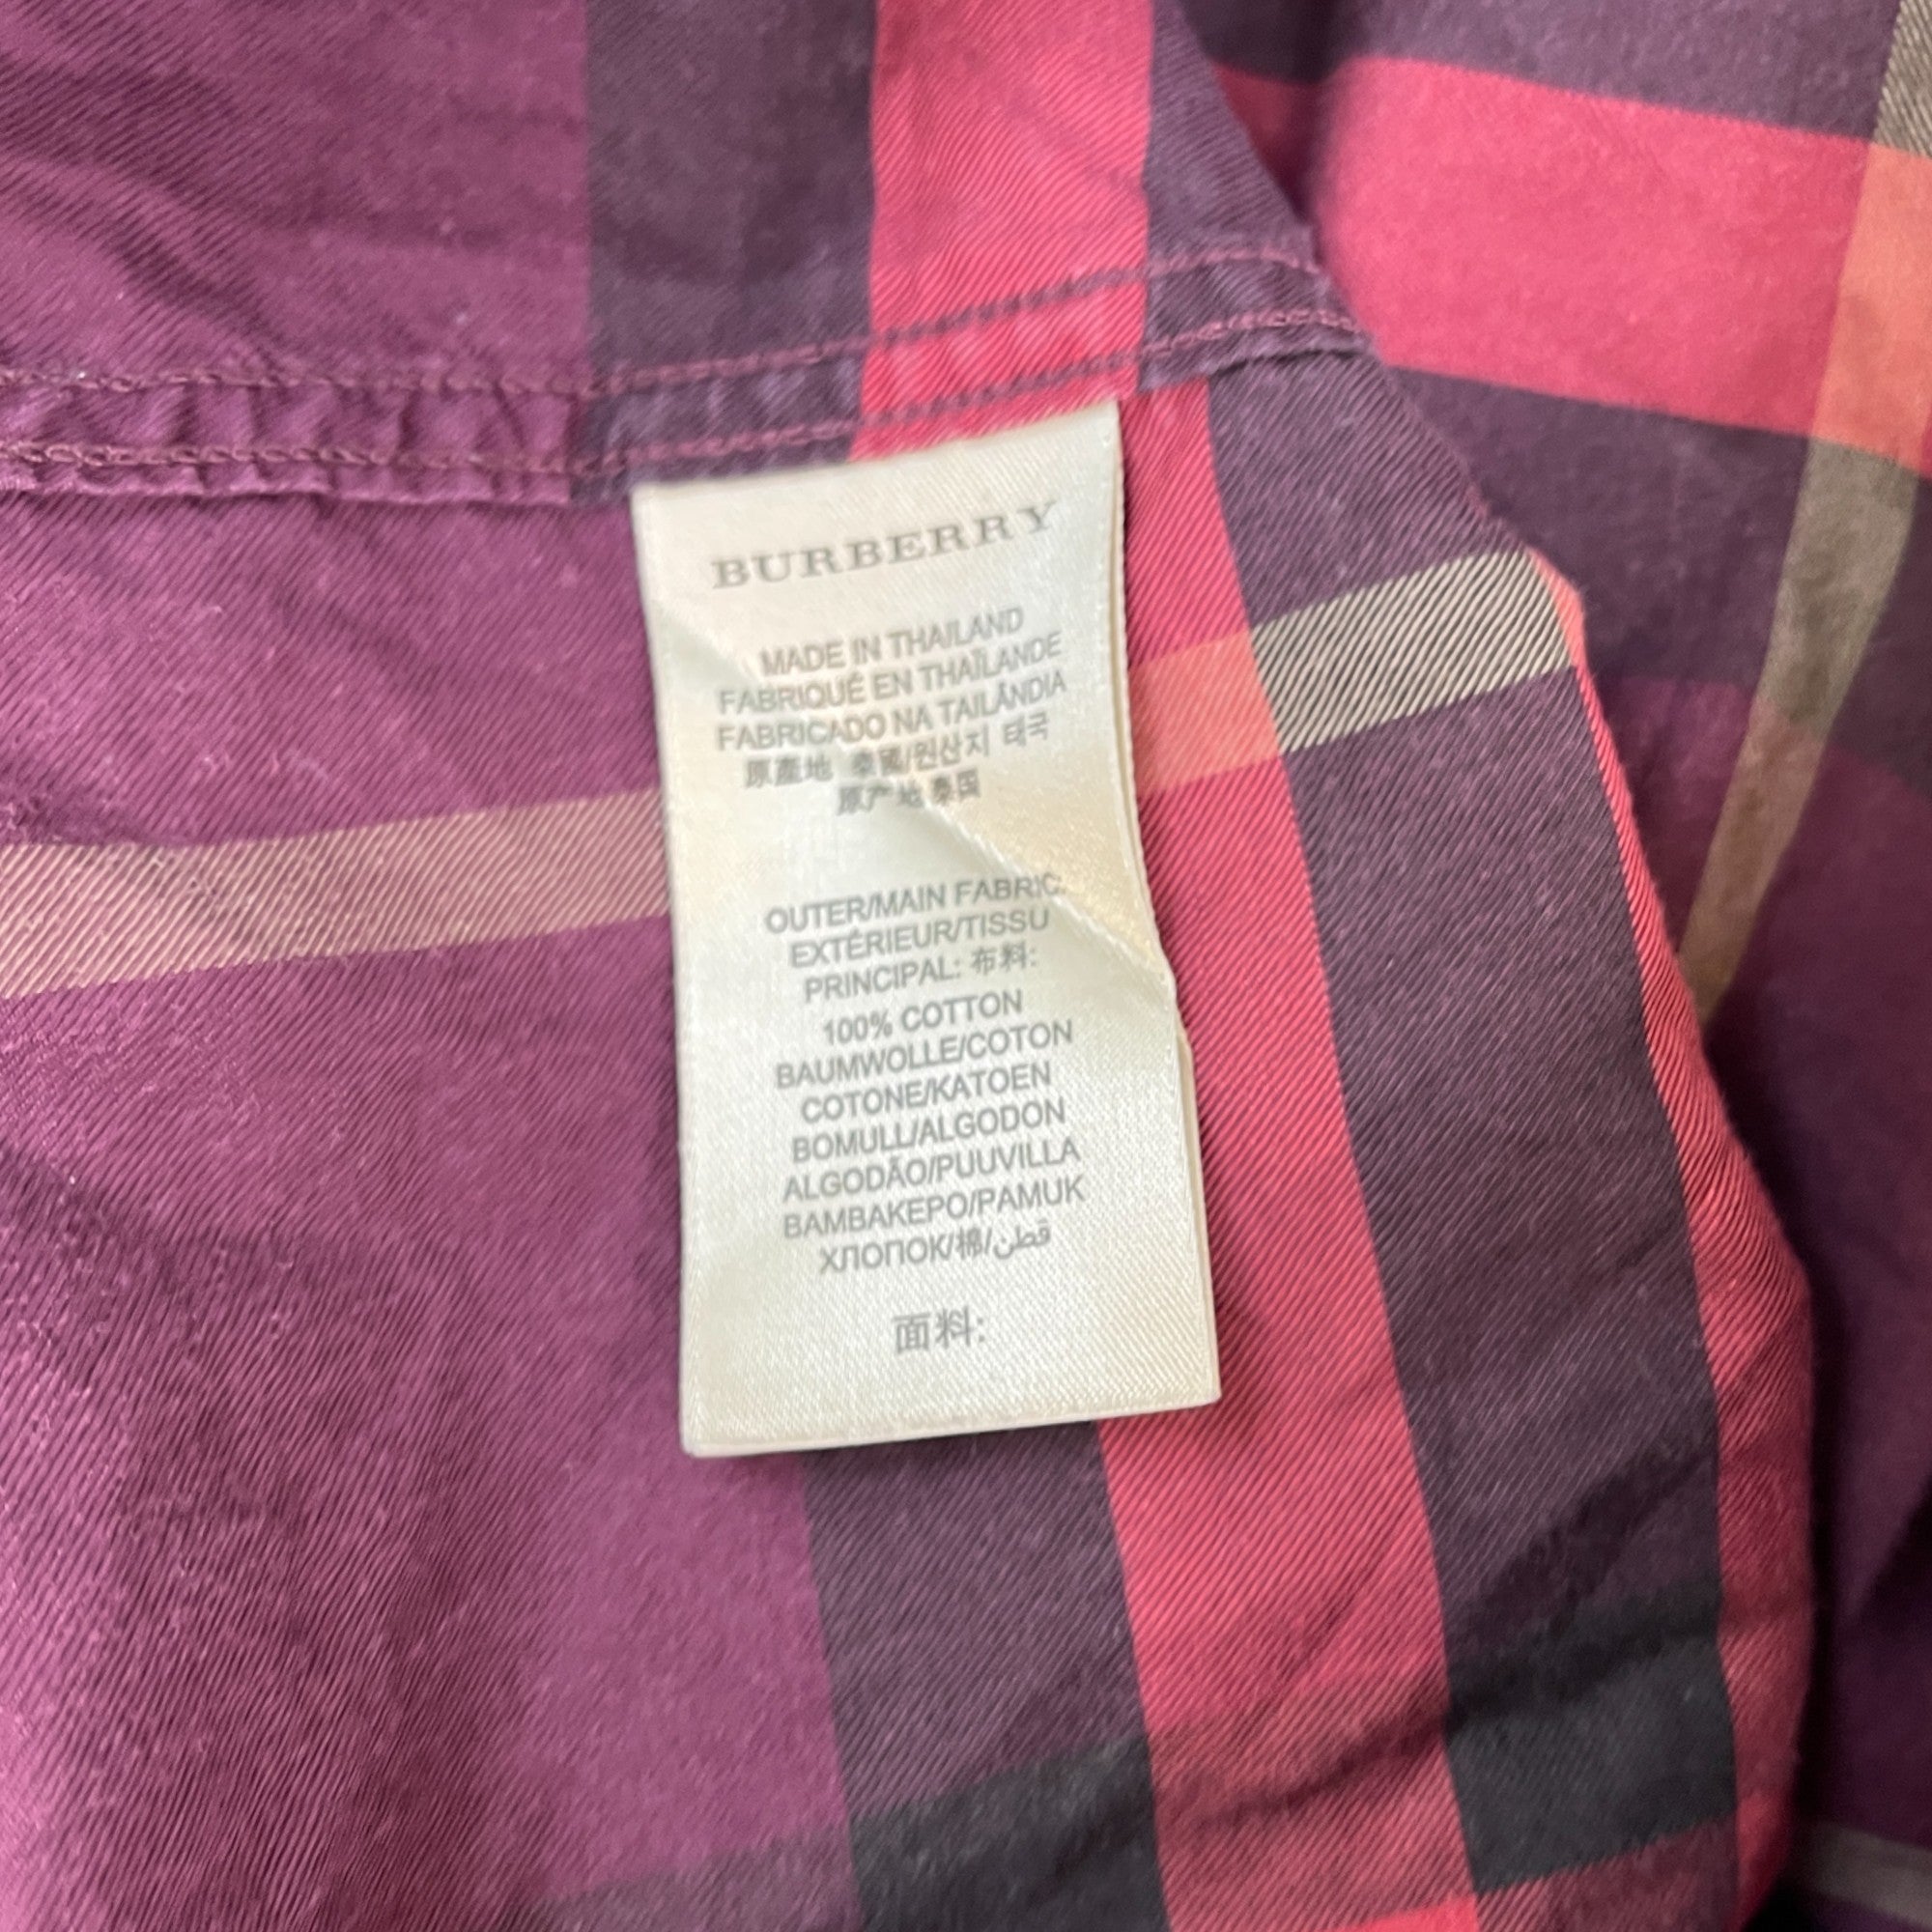 BURBERRY
MADE IN THAILAND
FABRIQUÉ EN THAÏLANDE
FABRICADO NA TAILÂNDIA
原產地 泰國/원산지 태국
原产地 泰国
OUTER/MAIN FABRIC:
EXTÉRIEUR/TISSU
PRINCIPAL: 布料:
100% COTTON
BAUMWOLLE/COTON
COTONE/KATOEN
BOMULL/ALGODON
ALGODÃO/PUUVILLA
BAMBAKEPO/PAMUK
ХЛОПОК/棉/قطن
面料: